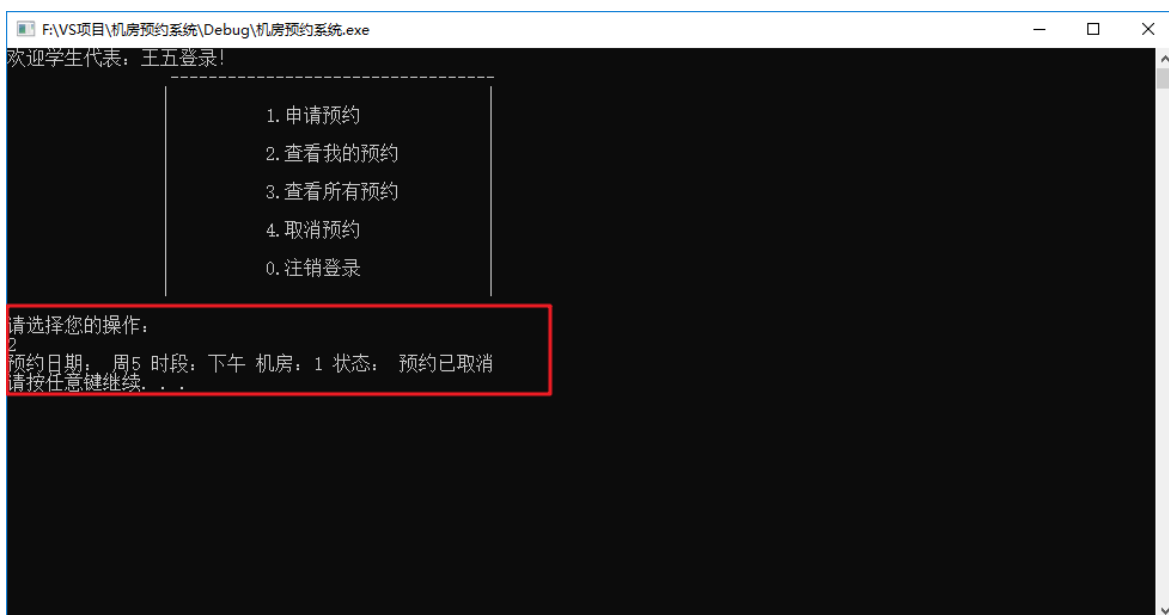 F:\VS项目\机房预约系统\Debug\机房预约系统.exe
欢迎学生代表：王五登录！
1.申请预约
2.查看我的预约
3.查看所有预约
4.取消预约
0.注销登录
请选择您的操作：
2
预约日期： 周5 时段：下午 机房：1 状态： 预约已取消
请按任意键继续. . .